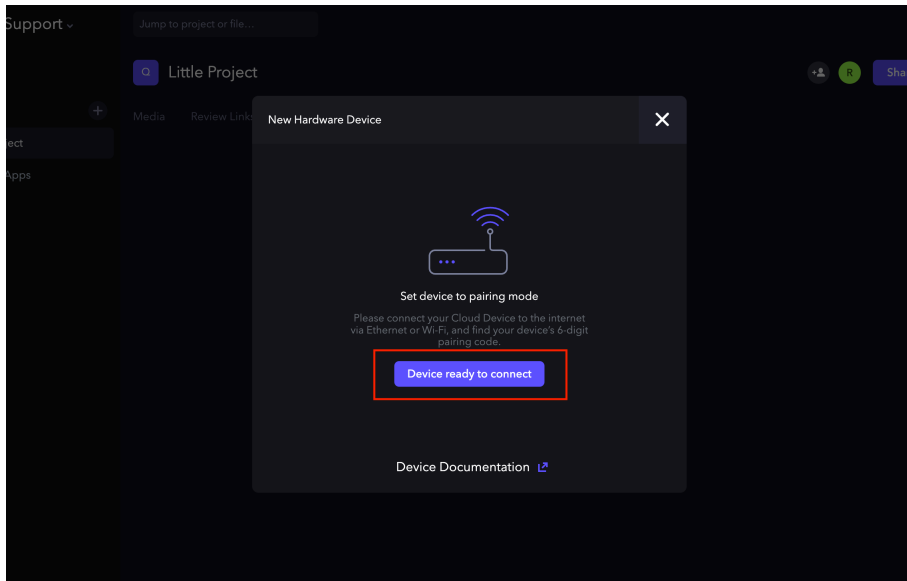 Support
Jump to project or file...
Q Little Project
R
Sha
Media Review Link
New Hardware Device
ect
Apps
Set device to pairing mode
Please connect your Cloud Device to the internet
via Ethernet or Wi-Fi, and find your device's 6-digit
pairing code.
Device ready to connect
Device Documentation